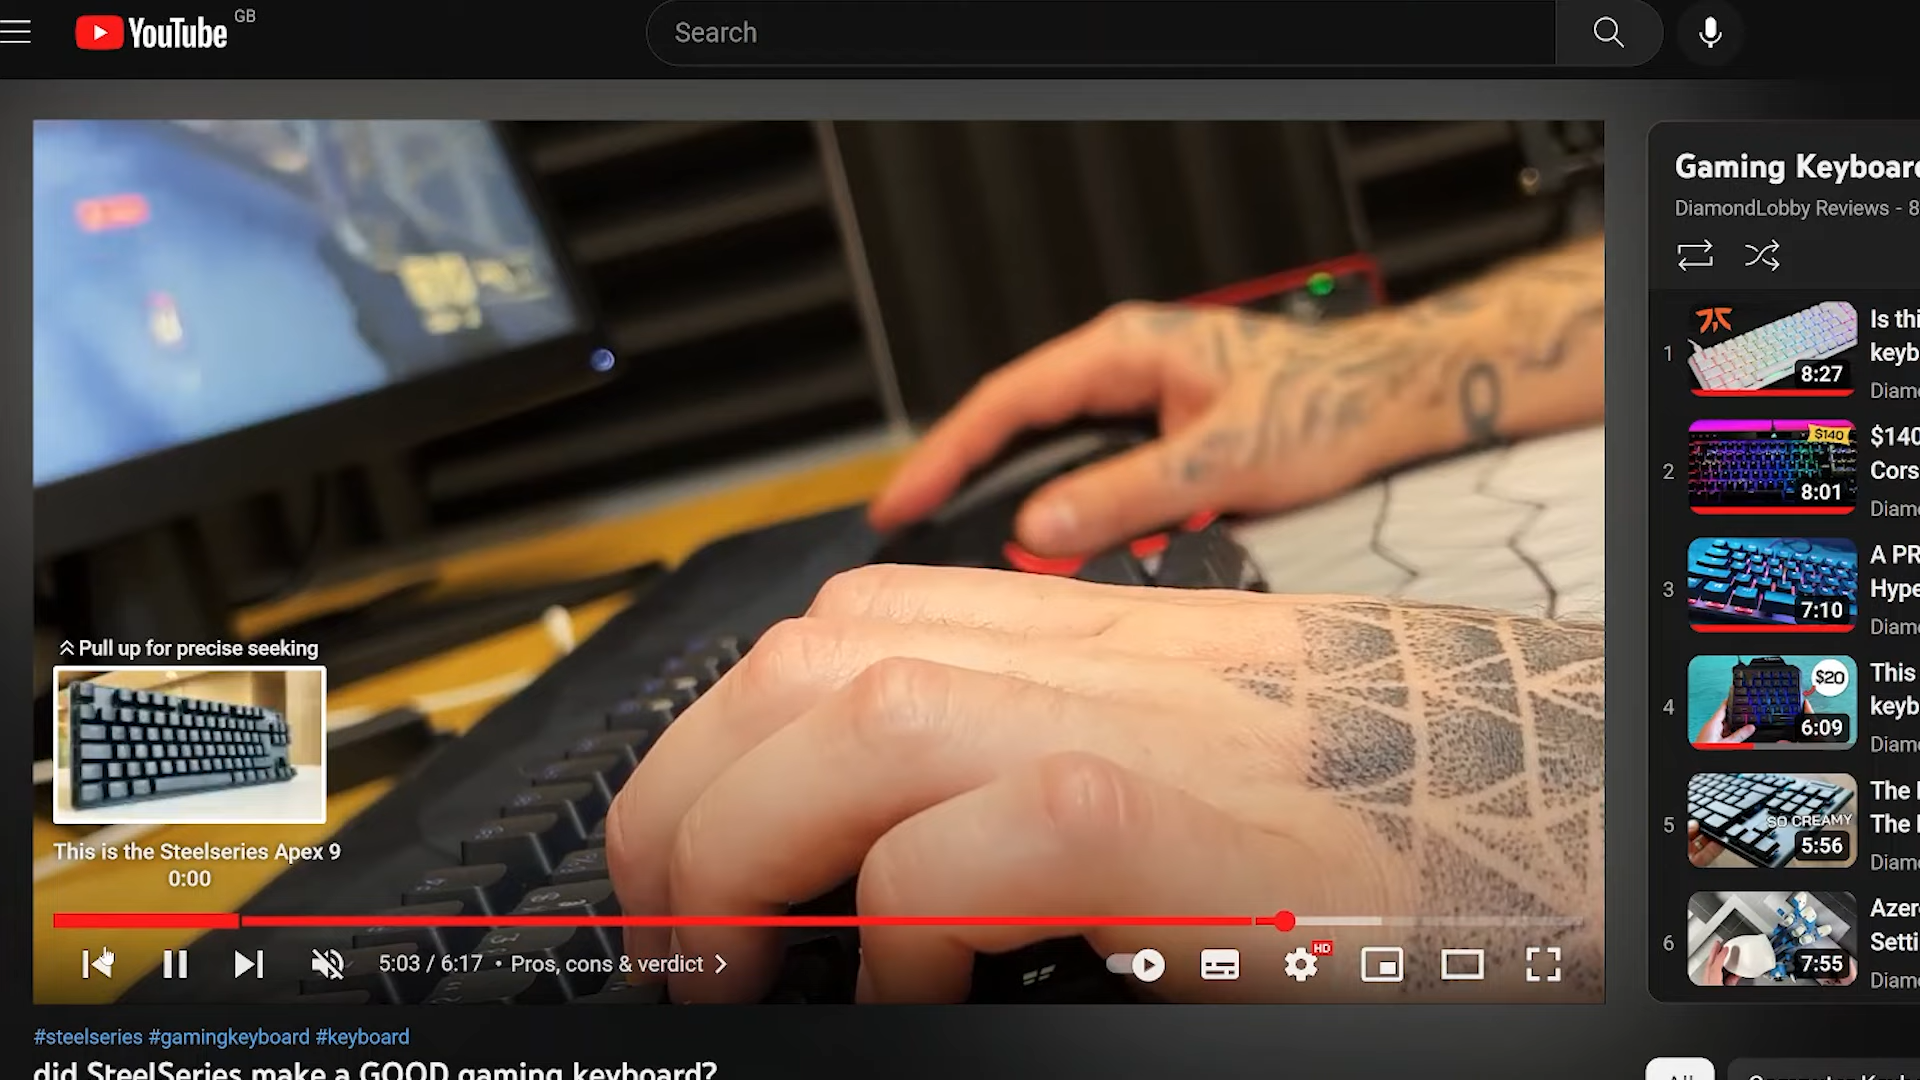 YouTube GB
Search
Gaming Keyboard
DiamondLobby Reviews - 8
Is thi
keyb
1
8:27
Diam
$140
$140
Cors
2
8:01
Diam
A PR
Hype
3
7:10
Diam
$20
This
keyb
4
6:09
Diam
The
The
SO CREAMY
5
5:56
Diam
Azer
Setti
6
7:55
Diam
Pull up for precise seeking
This is the Steelseries Apex 9
0:00
5:03 / 6:17 • Pros, cons & verdict
HD
#steelseries #gamingkeyboard #keyboard
did SteelSeries make a GOOD gaming keyboard?
All